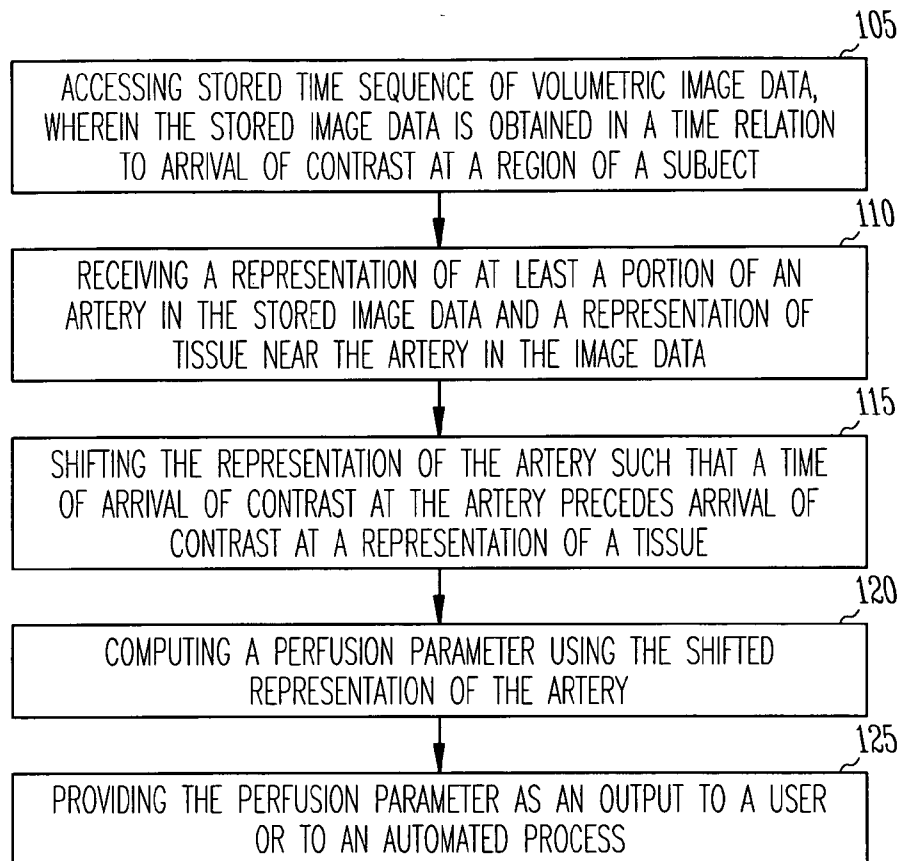 105
ACCESSING STORED TIME SEQUENCE OF VOLUMETRIC IMAGE DATA,
WHEREIN THE STORED IMAGE DATA IS OBTAINED IN A TIME RELATION
TO ARRIVAL OF CONTRAST AT A REGION OF A SUBJECT
110
RECEIVING A REPRESENTATION OF AT LEAST A PORTION OF AN
ARTERY IN THE STORED IMAGE DATA AND A REPRESENTATION OF
TISSUE NEAR THE ARTERY IN THE IMAGE DATA
115
SHIFTING THE REPRESENTATION OF THE ARTERY SUCH THAT A TIME
OF ARRIVAL OF CONTRAST AT THE ARTERY PRECEDES ARRIVAL OF
CONTRAST AT A REPRESENTATION OF A TISSUE
120
COMPUTING A PERFUSION PARAMETER USING THE SHIFTED
REPRESENTATION OF THE ARTERY
125
PROVIDING THE PERFUSION PARAMETER AS AN OUTPUT TO A USER
OR TO AN AUTOMATED PROCESS